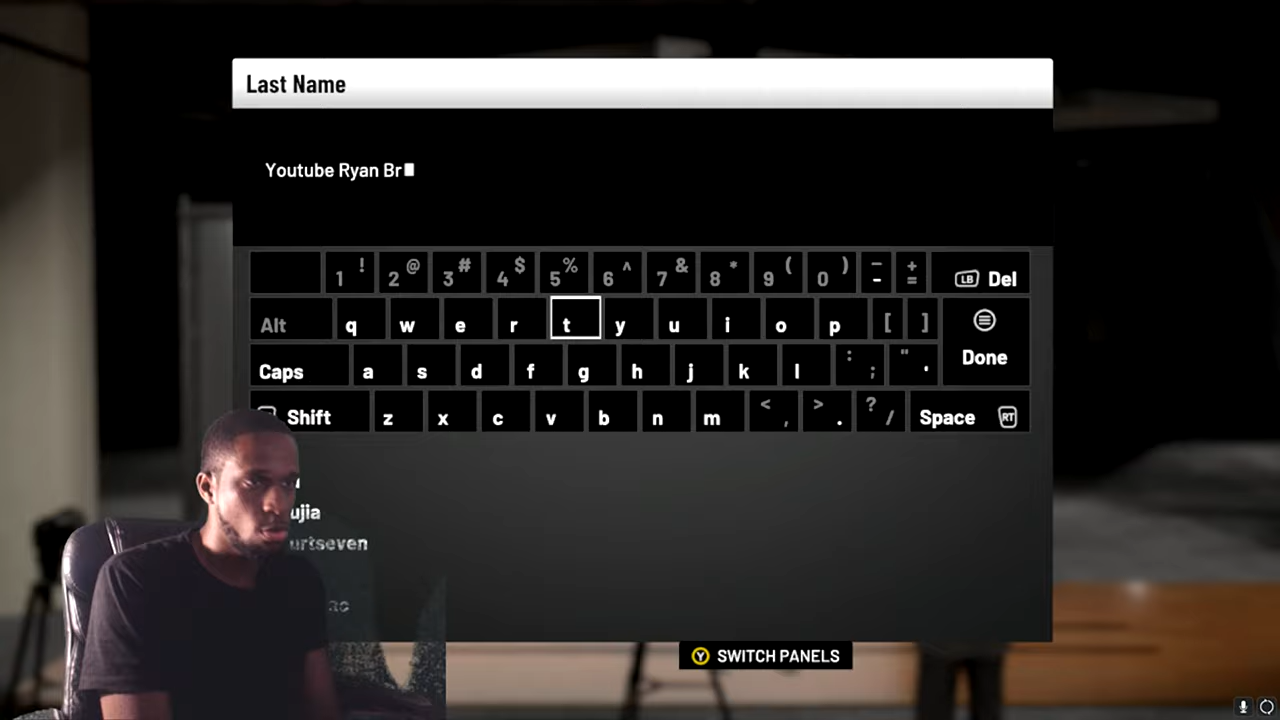 Last Name
Youtube Ryan Br
! @ # $ % ^ & * ( ) _ +
1 2 3 4 5 6 7 8 9 0 - = LB Del
Alt q w e r t y u i o p [ ]
Done
Caps a s d f g h j k l : ; " '
Shift z x c v b n m < , > . ? / Space RT
ujia
urtseven
Y SWITCH PANELS